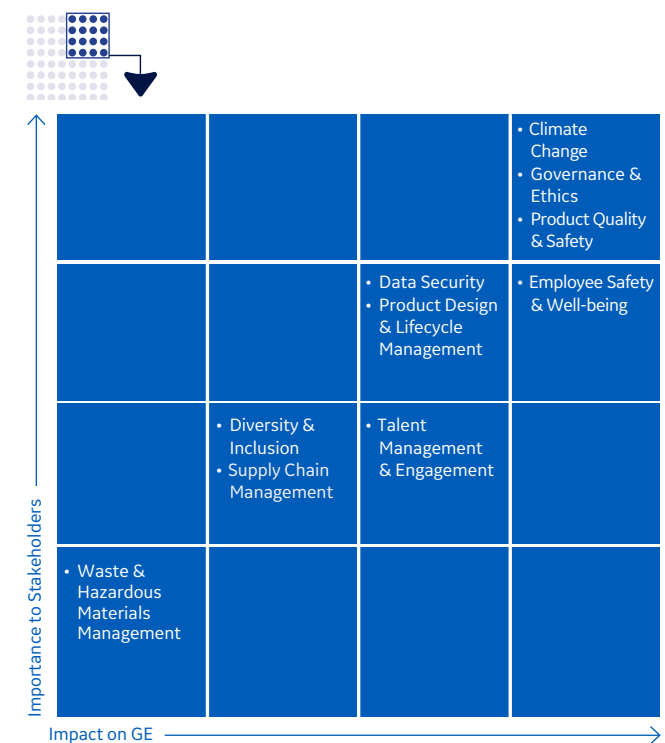 • Climate
Change
• Governance &
Ethics
• Product Quality
& Safety
• Data Security
• Product Design
& Lifecycle
Management
• Employee Safety
& Well-being
• Diversity &
Inclusion
• Supply Chain
Management
• Talent
Management
& Engagement
• Waste &
Hazardous
Materials
Management
Importance to Stakeholders
Impact on GE